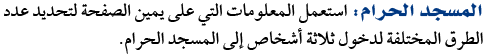 المسجد الحرام: استعمل المعلومات التي على يمين الصفحة لتحديد عدد
الطرق المختلفة لدخول ثلاثة أشخاص إلى المسجد الحرام.